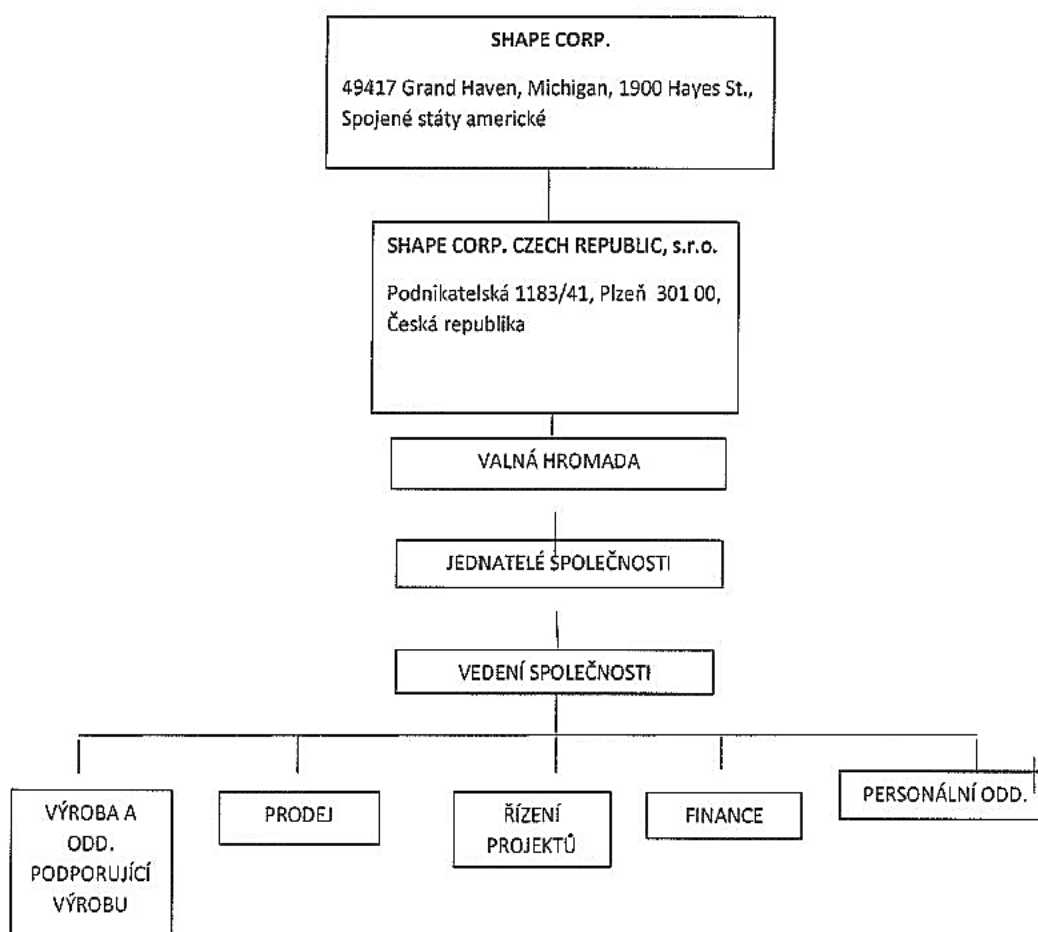 SHAPE CORP.
49417 Grand Haven, Michigan, 1900 Hayes St.,
Spojené státy americké
SHAPE CORP. CZECH REPUBLIC, s.r.o.
Podnikatelská 1183/41, Plzeň 301 00,
Česká republika
VALNÁ HROMADA
JEDNATELÉ SPOLEČNOSTI
VEDENÍ SPOLEČNOSTI
VÝROBA A
ODD.
PODPORUJÍCÍ
VÝROBU
PRODEJ
ŘÍZENÍ
PROJEKTŮ
FINANCE
PERSONÁLNÍ ODD.